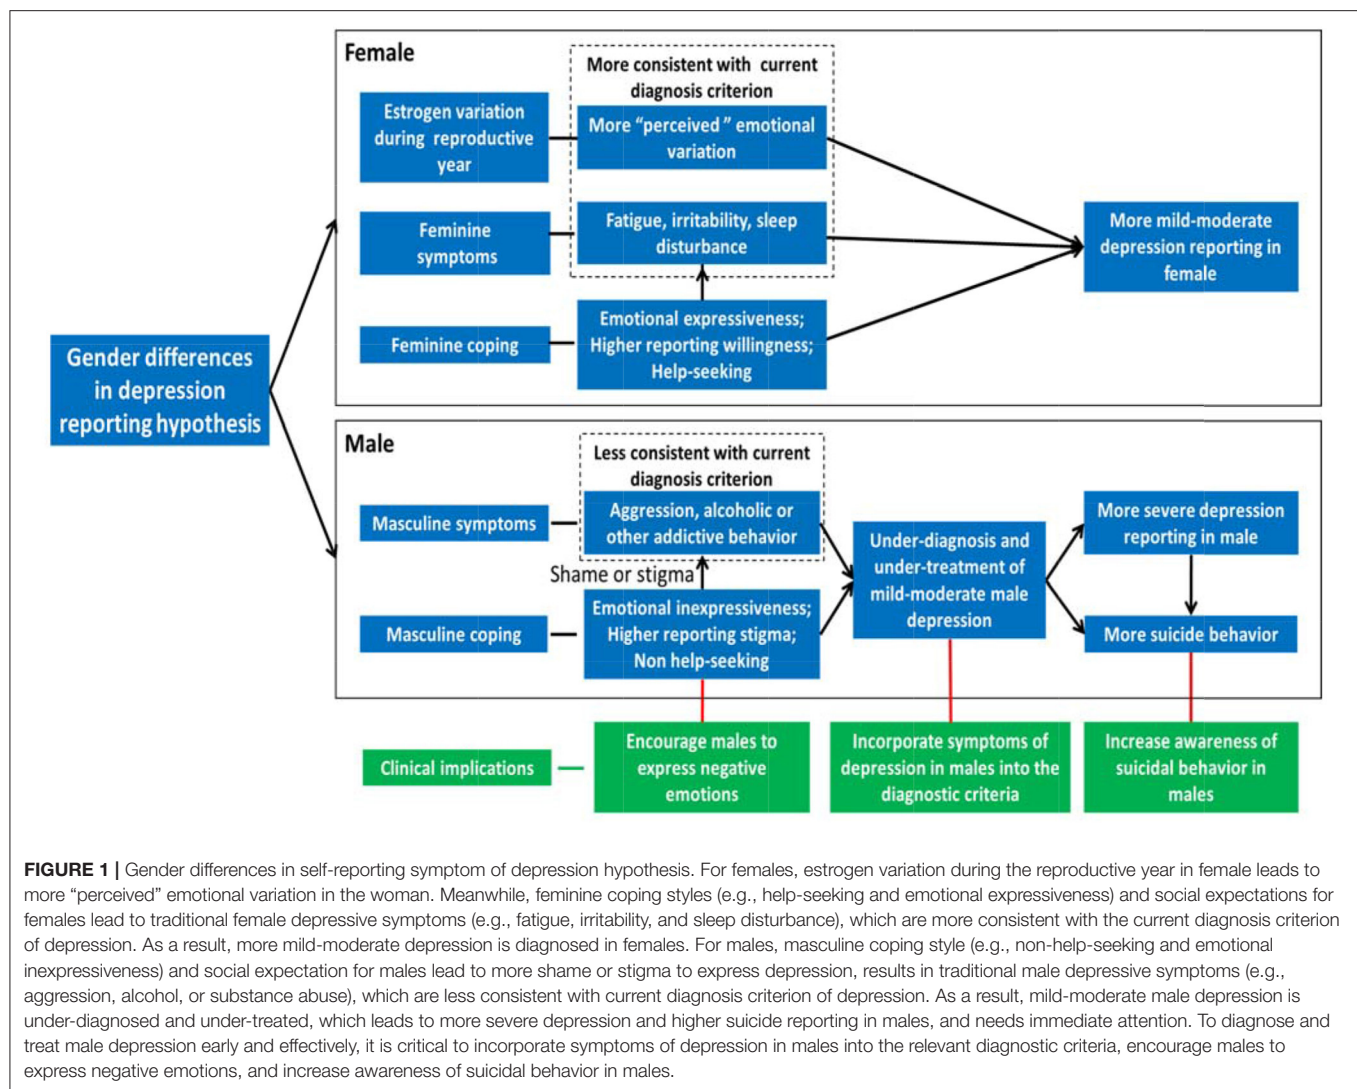 Female
More consistent with current
diagnosis criterion
Estrogen variation
during reproductive
year
More “perceived” emotional
variation
Feminine
symptoms
Fatigue, irritability, sleep
disturbance
Feminine coping
Emotional expressiveness;
Higher reporting willingness;
Help-seeking
More mild-moderate
depression reporting in
female
Gender differences
in depression
reporting hypothesis
Male
Less consistent with current
diagnosis criterion
Masculine symptoms
Aggression, alcoholic or
other addictive behavior
Shame or stigma
Masculine coping
Emotional inexpressiveness;
Higher reporting stigma;
Non help-seeking
Under-diagnosis and
under-treatment of
mild-moderate male
depression
More severe depression
reporting in male
More suicide behavior
Clinical implications
Encourage males to
express negative
emotions
Incorporate symptoms of
depression in males into the
diagnostic criteria
Increase awareness of
suicidal behavior in
males
FIGURE 1 | Gender differences in self-reporting symptom of depression hypothesis. For females, estrogen variation during the reproductive year in female leads to
more “perceived” emotional variation in the woman. Meanwhile, feminine coping styles (e.g., help-seeking and emotional expressiveness) and social expectations for
females lead to traditional female depressive symptoms (e.g., fatigue, irritability, and sleep disturbance), which are more consistent with the current diagnosis criterion
of depression. As a result, more mild-moderate depression is diagnosed in females. For males, masculine coping style (e.g., non-help-seeking and emotional
inexpressiveness) and social expectation for males lead to more shame or stigma to express depression, results in traditional male depressive symptoms (e.g.,
aggression, alcohol, or substance abuse), which are less consistent with current diagnosis criterion of depression. As a result, mild-moderate male depression is
under-diagnosed and under-treated, which leads to more severe depression and higher suicide reporting in males, and needs immediate attention. To diagnose and
treat male depression early and effectively, it is critical to incorporate symptoms of depression in males into the relevant diagnostic criteria, encourage males to
express negative emotions, and increase awareness of suicidal behavior in males.